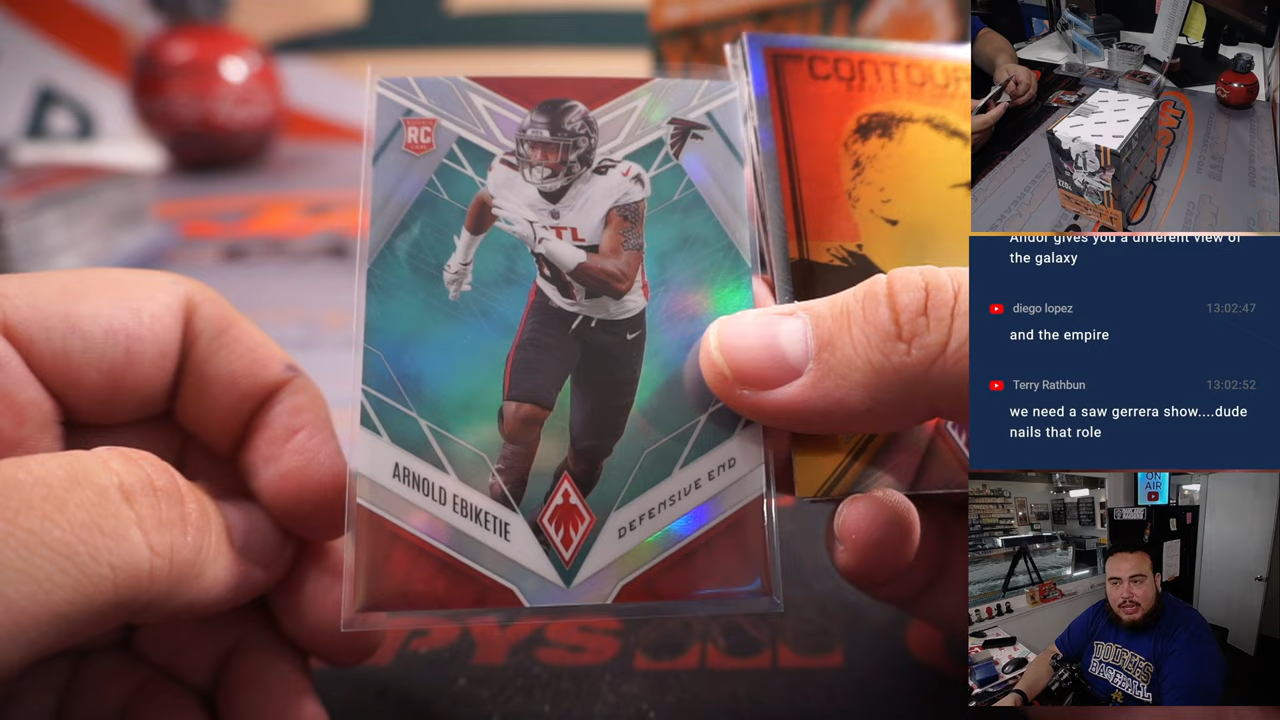 CONTOUR
RC
ATL
ARNOLD EBIKETIE
DEFENSIVE END
Andor gives you a different view of
the galaxy
diego lopez 13:02:47
and the empire
Terry Rathbun 13:02:52
we need a saw gerrera show....dude
nails that role
ON
AIR
DODGERS
BASEBALL
LA